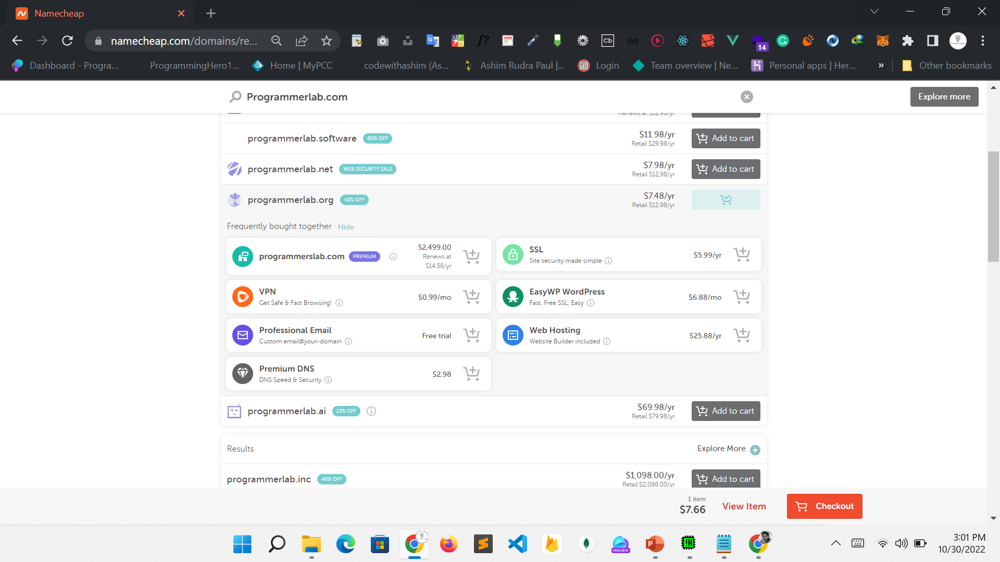 Namecheap
namecheap.com/domains/re...
14
Dashboard - Progra...
ProgrammingHero1...
Home | MyPCC
codewithashim (As...
Ashim Rudra Paul |...
Login
Team overview | Ne...
Personal apps | Her...
»
Other bookmarks
Programmerlab.com
Explore more
Renews at $12.98/yr
programmerlab.software 60% OFF
$11.98/yr
Retail $29.98/yr
Add to cart
programmerlab.net WEB SECURITY SALE
$7.98/yr
Retail $12.98/yr
Add to cart
programmerlab.org 42% OFF
$7.48/yr
Retail $12.98/yr
Frequently bought together Hide
programmerslab.com PREMIUM
$2,499.00
Renews at
$14.58/yr
SSL
Site security made simple
$5.99/yr
VPN
Get Safe & Fast Browsing!
$0.99/mo
EasyWP WordPress
Fast, Free SSL, Easy
$6.88/mo
Professional Email
Custom email@your-domain
Free trial
Web Hosting
Website Builder included
$25.88/yr
Premium DNS
DNS Speed & Security
$2.98
programmerlab.ai 13% OFF
$69.98/yr
Retail $79.98/yr
Add to cart
Results
Explore More
programmerlab.inc 48% OFF
$1,098.00/yr
Retail $2,098.00/yr
Add to cart
1 item
$7.66
View Item
Checkout
PREVIEW
3:01 PM
10/30/2022